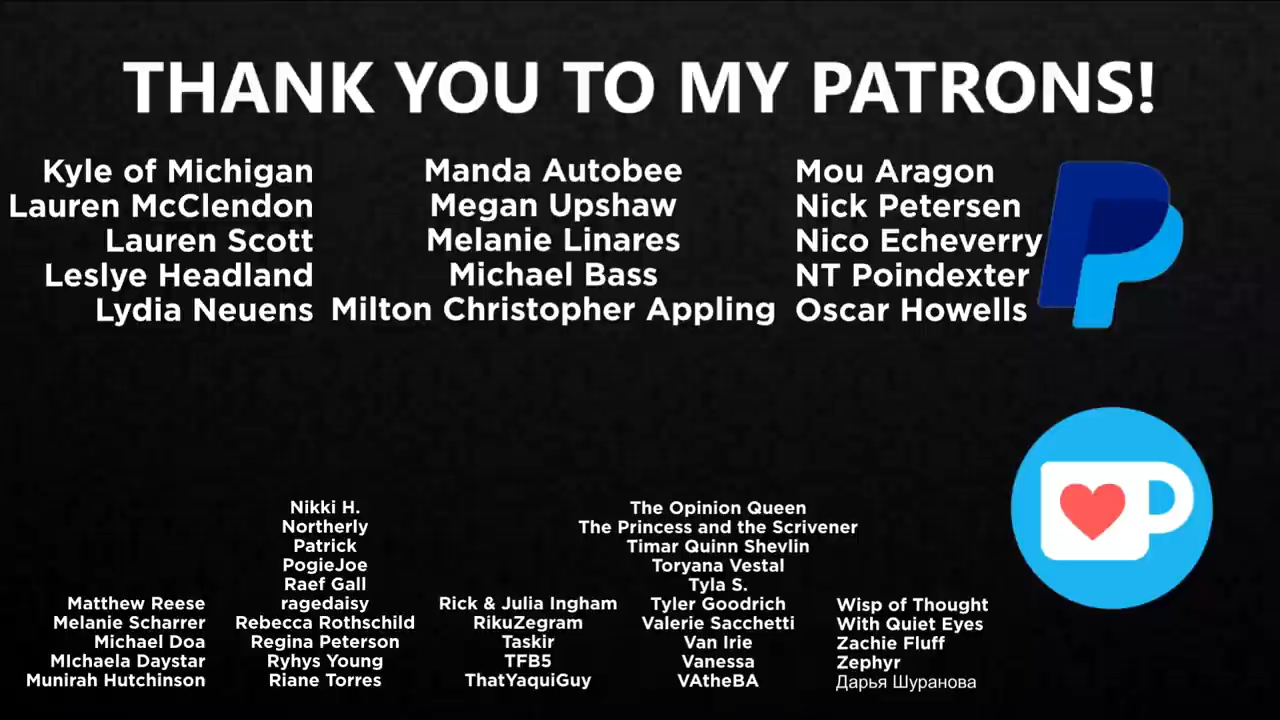 THANK YOU TO MY PATRONS!
Kyle of Michigan
Lauren McClendon
Lauren Scott
Leslye Headland
Lydia Neuens
Manda Autobee
Megan Upshaw
Melanie Linares
Michael Bass
Milton Christopher Appling
Mou Aragon
Nick Petersen
Nico Echeverry
NT Poindexter
Oscar Howells
Matthew Reese
Melanie Scharrer
Michael Doa
MIchaela Daystar
Munirah Hutchinson
Nikki H.
Northerly
Patrick
PogieJoe
Raef Gall
ragedaisy
Rebecca Rothschild
Regina Peterson
Ryhys Young
Riane Torres
Rick & Julia Ingham
RikuZegram
Taskir
TFB5
ThatYaquiGuy
The Opinion Queen
The Princess and the Scrivener
Timar Quinn Shevlin
Toryana Vestal
Tyla S.
Tyler Goodrich
Valerie Sacchetti
Van Irie
Vanessa
VAtheBA
Wisp of Thought
With Quiet Eyes
Zachie Fluff
Zephyr
Дарья Шуранова